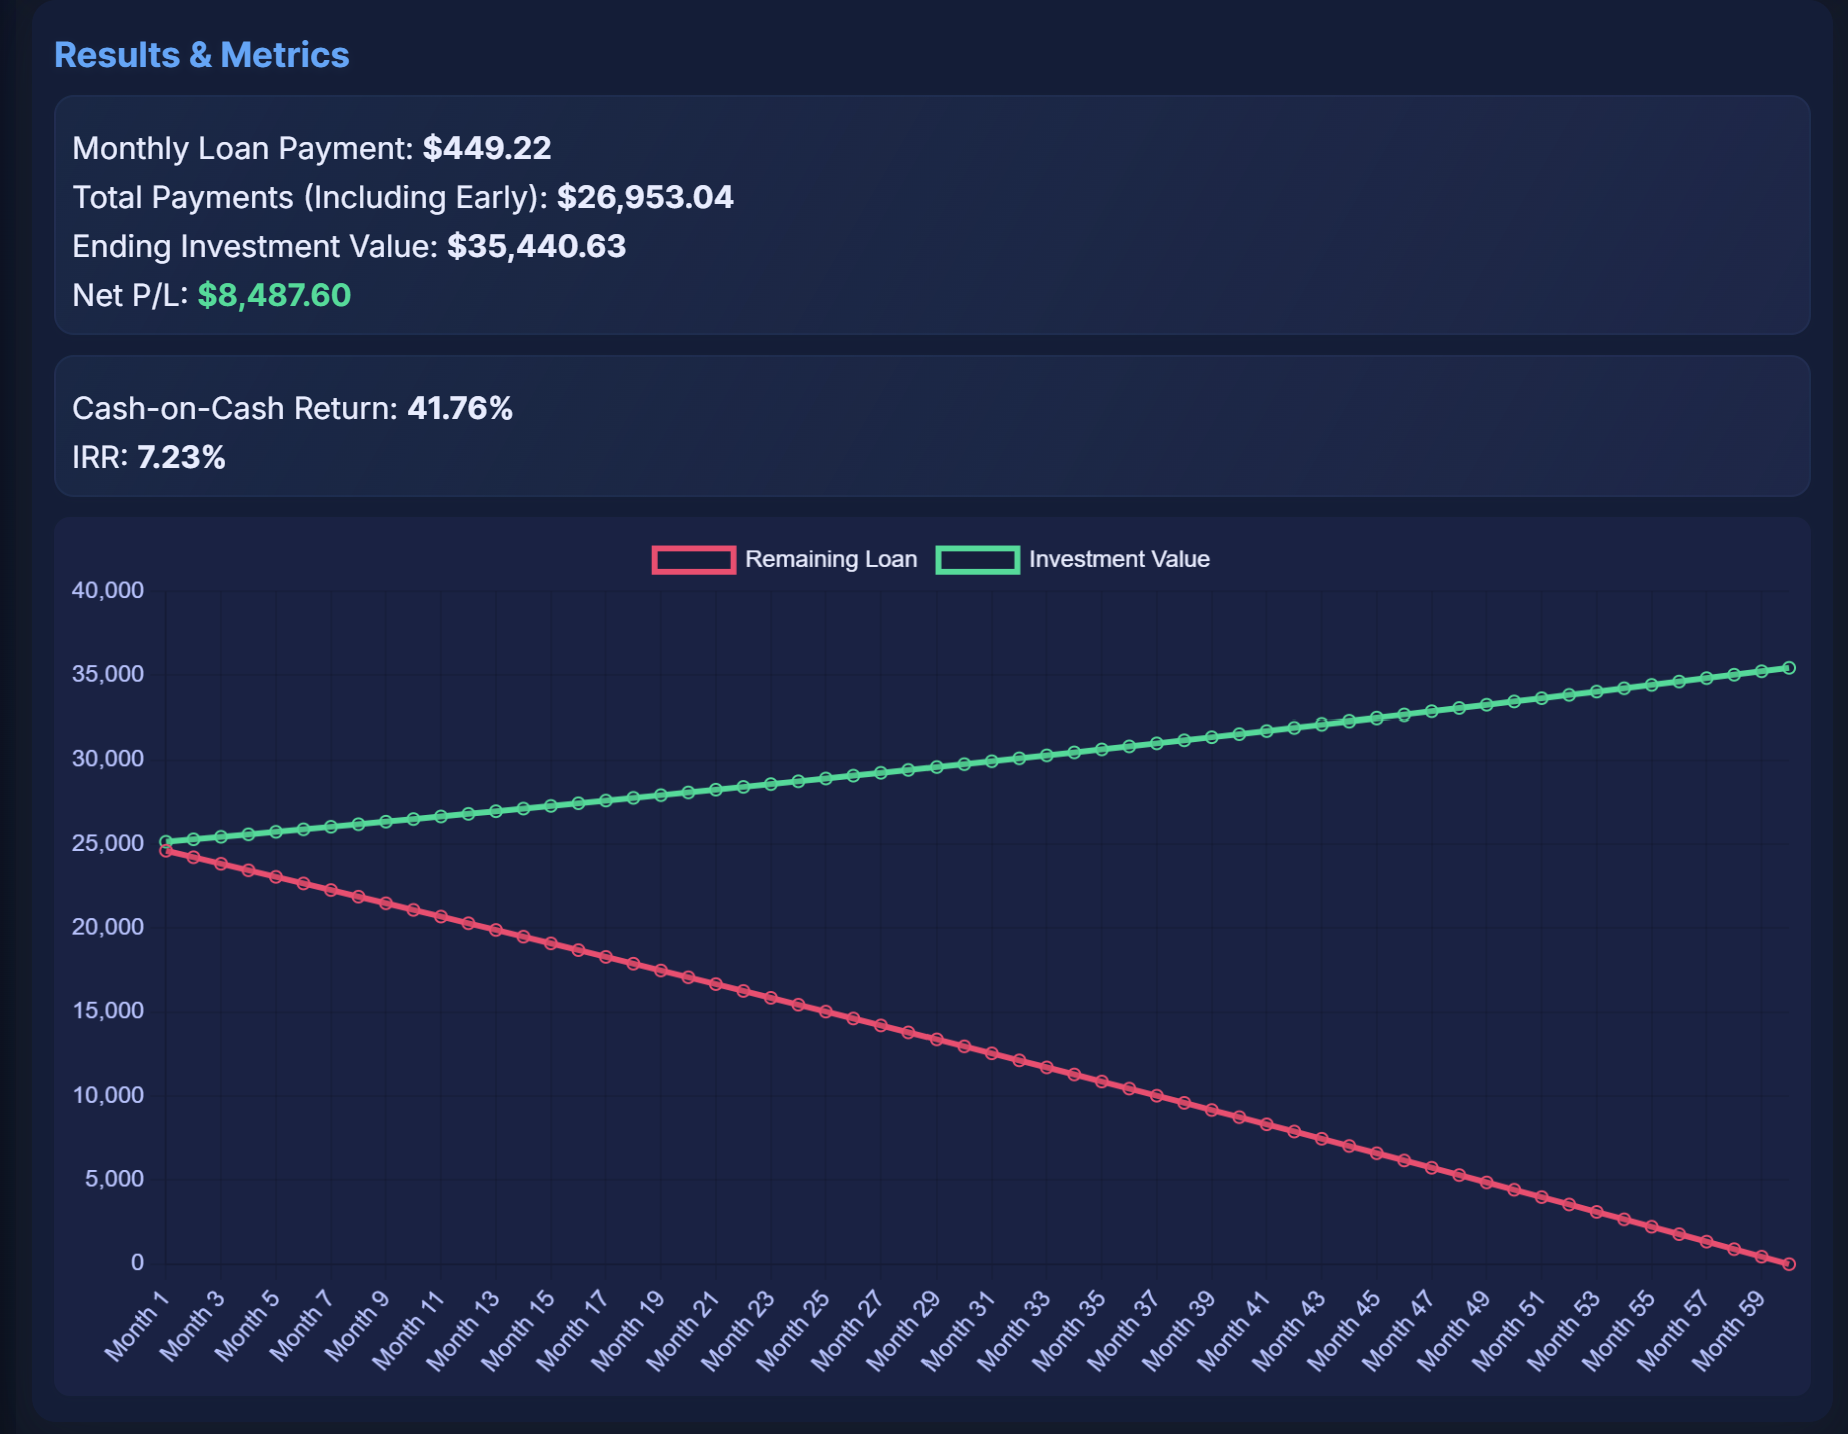 Results & Metrics
Monthly Loan Payment: $449.22
Total Payments (Including Early): $26,953.04
Ending Investment Value: $35,440.63
Net P/L: $8,487.60
Cash-on-Cash Return: 41.76%
IRR: 7.23%
Remaining Loan
Investment Value
40,000
35,000
30,000
25,000
20,000
15,000
10,000
5,000
0
Month 1
Month 3
Month 5
Month 7
Month 9
Month 11
Month 13
Month 15
Month 17
Month 19
Month 21
Month 23
Month 25
Month 27
Month 29
Month 31
Month 33
Month 35
Month 37
Month 39
Month 41
Month 43
Month 45
Month 47
Month 49
Month 51
Month 53
Month 55
Month 57
Month 59